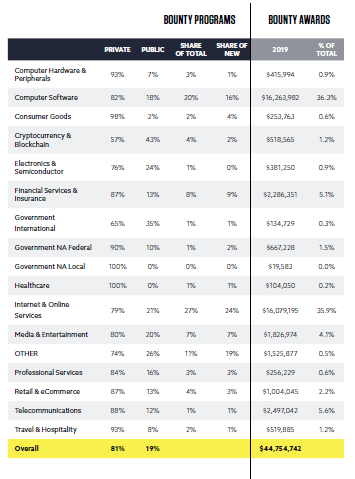 BOUNTY PROGRAMS BOUNTY AWARDS
PRIVATE PUBLIC SHARE OF TOTAL SHARE OF NEW 2019 % OF TOTAL
Computer Hardware &
Peripherals 93% 7% 3% 1% $415,994 0.9%
Computer Software 82% 18% 20% 16% $16,263,982 36.3%
Consumer Goods 98% 2% 2% 4% $253,763 0.6%
Cryptocurrency &
Blockchain 57% 43% 4% 2% $518,565 1.2%
Electronics &
Semiconductor 76% 24% 1% 0% $381,250 0.9%
Financial Services &
Insurance 87% 13% 8% 9% $2,286,351 5.1%
Government
International 65% 35% 1% 1% $134,729 0.3%
Government NA Federal 90% 10% 1% 2% $667,228 1.5%
Government NA Local 100% 0% 0% 0% $19,583 0.0%
Healthcare 100% 0% 1% 1% $104,050 0.2%
Internet & Online
Services 79% 21% 27% 24% $16,079,195 35.9%
Media & Entertainment 80% 20% 7% 7% $1,826,974 4.1%
OTHER 74% 26% 11% 19% $1,525,877 0.5%
Professional Services 84% 16% 3% 3% $256,229 0.6%
Retail & eCommerce 87% 13% 4% 3% $1,004,045 2.2%
Telecommunications 88% 12% 1% 1% $2,497,042 5.6%
Travel & Hospitality 93% 8% 2% 1% $519,885 1.2%
Overall 81% 19% $44,754,742